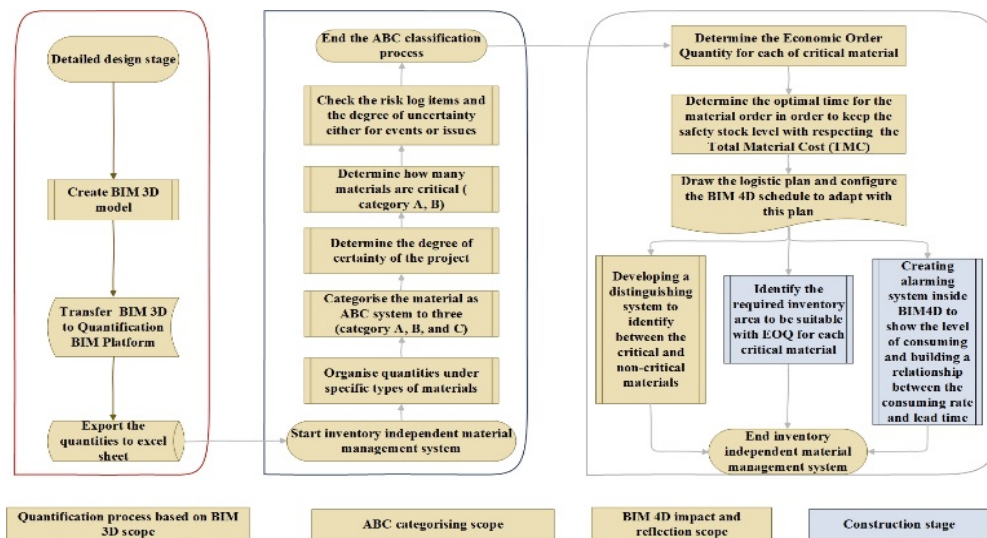 Detailed design stage
Create BIM 3D
model
Transfer BIM 3D
to Quantification
BIM Platform
Export the
quantities to excel
sheet
End the ABC classification
process
Check the risk log items and
the degree of uncertainty
either for events or issues
Determine how many
materials are critical (
category A, B)
Determine the degree of
certainty of the project
Categorise the material as
ABC system to three
(category A, B, and C)
Organise quantities under
specific types of materials
Start inventory independent material
management system
Determine the Economic Order
Quantity for each of critical material
Determine the optimal time for the
material order in order to keep the
safety stock level with respecting the
Total Material Cost (TMC)
Draw the logistic plan and configure
the BIM 4D schedule to adapt with
this plan
Developing a
distinguishing system
to identify
between the
critical and
non-critical
materials
Identify the
required inventory
area to be suitable
with EOQ for each
critical material
Creating
alarming
system inside
BIM4D to
show the level
of consuming
and building a
relationship
between the
consuming rate
and lead time
End inventory
independent material
management system
Quantification process based on BIM
3D scope
ABC categorising scope
BIM 4D impact and
reflection scope
Construction stage